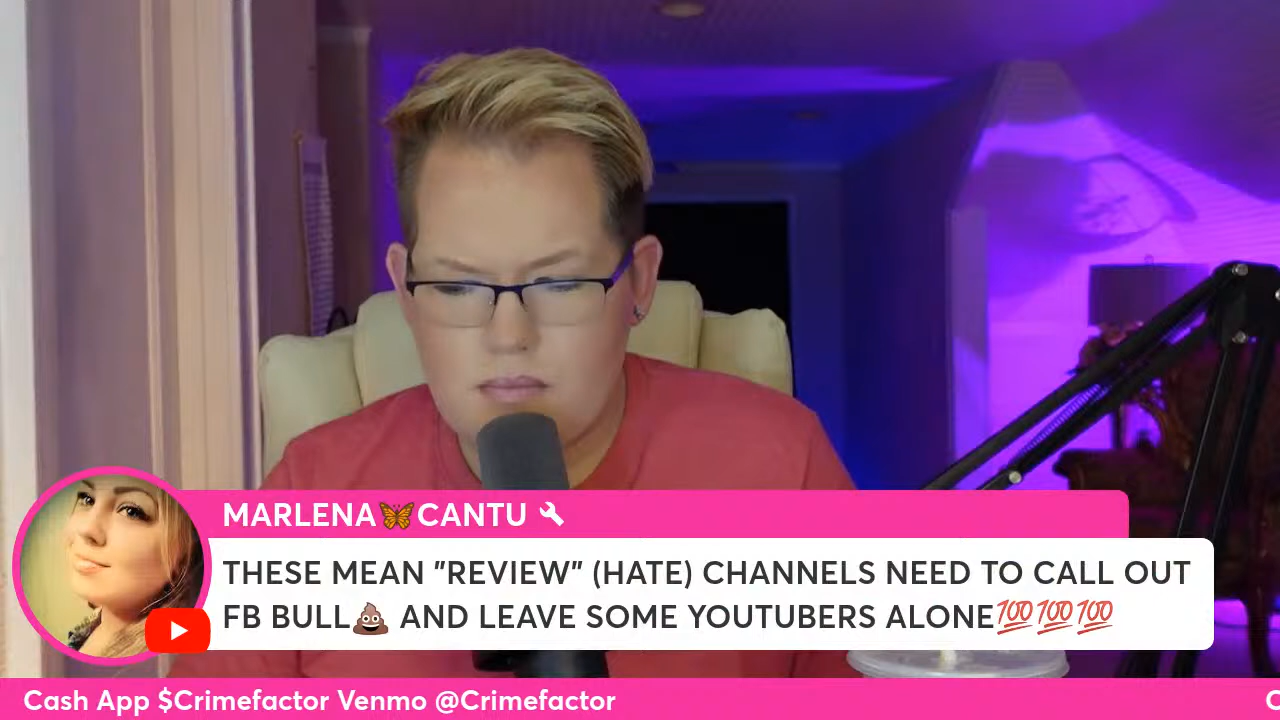 MARLENA🦋CANTU 🔧
THESE MEAN "REVIEW" (HATE) CHANNELS NEED TO CALL OUT
FB BULL💩 AND LEAVE SOME YOUTUBERS ALONE💯💯💯
Cash App $Crimefactor Venmo @Crimefactor